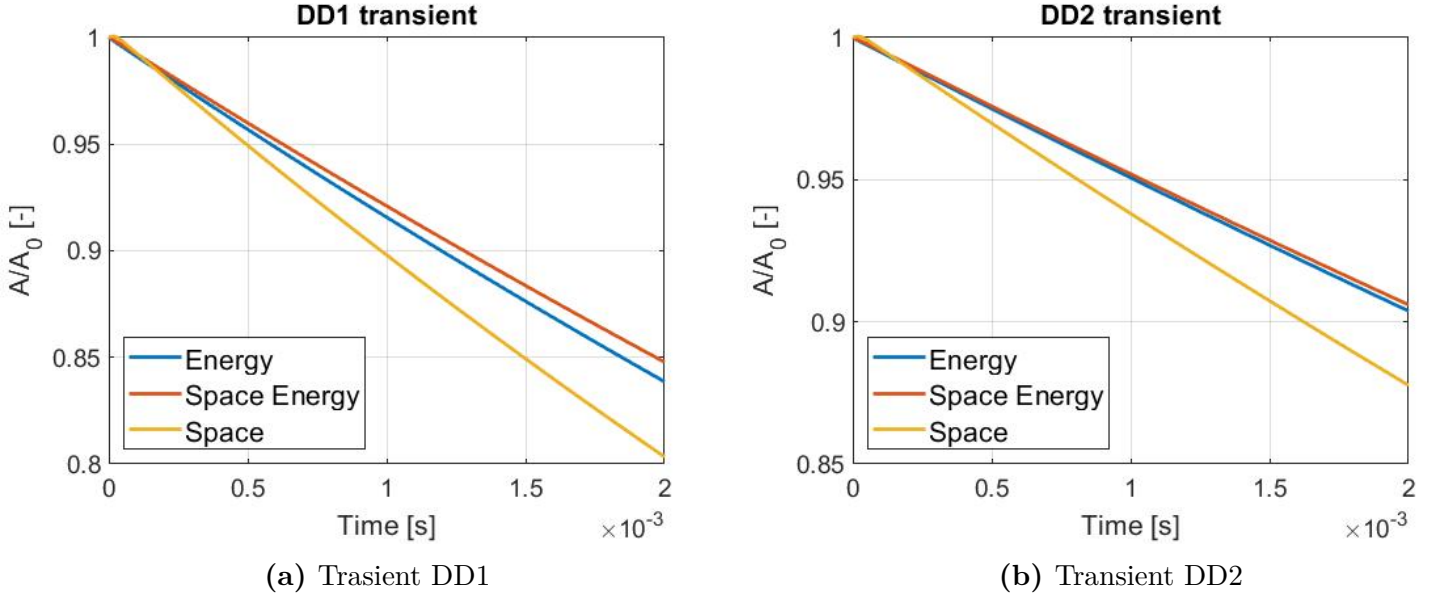 DD1 transient
1
0.95
0.9
0.85
0.8
A/A0 [-]
Energy
Space Energy
Space
0 0.5 1 1.5 2
Time [s] ×10-3
(a) Trasient DD1
DD2 transient
1
0.95
0.9
0.85
A/A0 [-]
Energy
Space Energy
Space
0 0.5 1 1.5 2
Time [s] ×10-3
(b) Transient DD2